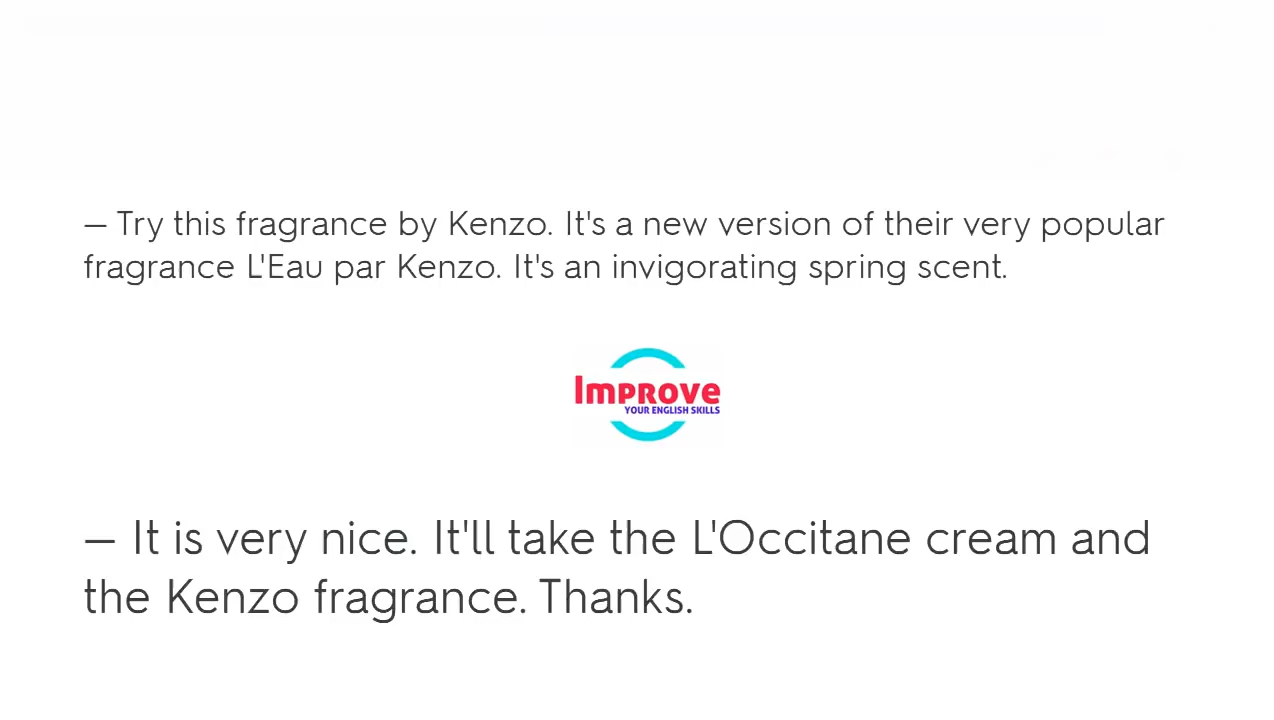 — Try this fragrance by Kenzo. It's a new version of their very popular
fragrance L'Eau par Kenzo. It's an invigorating spring scent.
Improve
YOUR ENGLISH SKILLS
— It is very nice. It'll take the L'Occitane cream and
the Kenzo fragrance. Thanks.